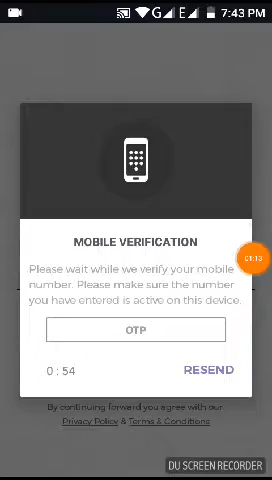 G E 7:43 PM
MOBILE VERIFICATION
Please wait while we verify your mobile
number. Please make sure the number
you have entered is active on this device.
01:13
OTP
0 : 54 RESEND
By continuing forward you agree with our
Privacy Policy & Terms & Conditions
DU SCREEN RECORDER